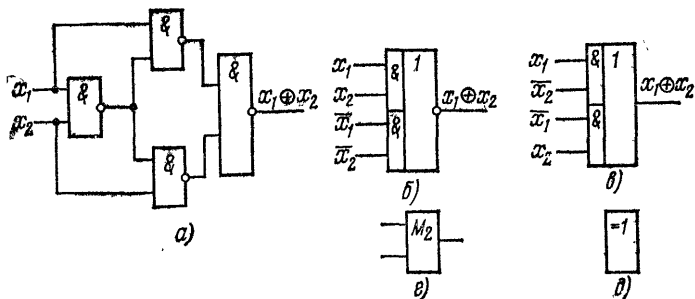 &
&
x₁
&
x₂
&
x₁⊕x₂
а)
x₁
x₂
x̅₁
x̅₂
&
&
1
x₁⊕x₂
б)
x₁
x̅₂
x̅₁
x₂
&
&
1
x₁⊕x₂
в)
M₂
г)
=1
д)